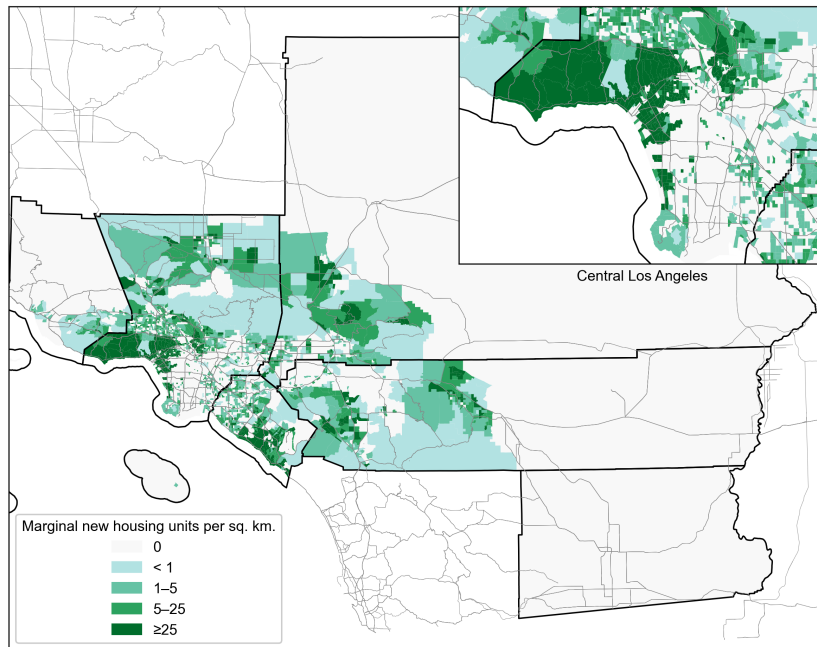 Central Los Angeles
Marginal new housing units per sq. km.
0
< 1
1–5
5–25
≥25